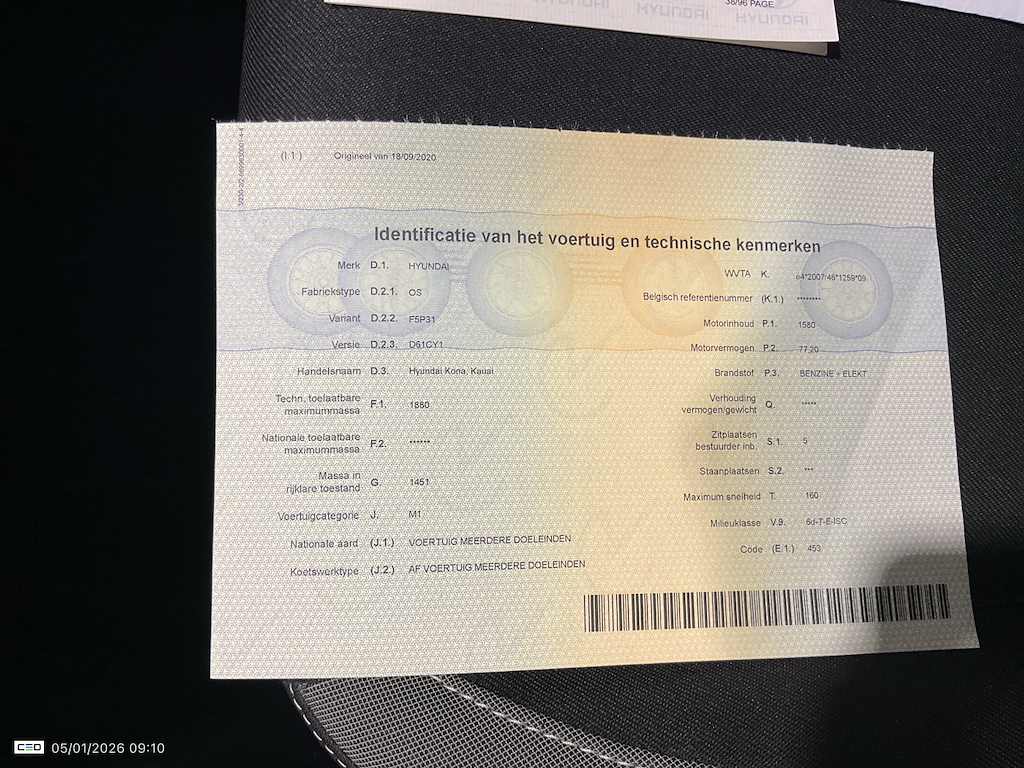 38/96 PAGE
HYUNDAI HYUNDAI HYUNDAI
(I.1.) Origineel van 18/09/2020
Identificatie van het voertuig en technische kenmerken
Merk D.1. HYUNDAI
Fabriekstype D.2.1. OS
Variant D.2.2. F5P31
Versie D.2.3. D61CY1
Handelsnaam D.3. Hyundai Kona, Kauai
Techn. toelaatbare
maximummassa F.1. 1880
Nationale toelaatbare
maximummassa F.2. ******
Massa in
rijklare toestand G. 1451
Voertuigcategorie J. M1
Nationale aard (J.1.) VOERTUIG MEERDERE DOELEINDEN
Koetswerktype (J.2.) AF VOERTUIG MEERDERE DOELEINDEN
WVTA K. e4*2007/46*1259*09
Belgisch referentienummer (K.1.) ********
Motorinhoud P.1. 1580
Motorvermogen P.2. 77.20
Brandstof P.3. BENZINE + ELEKT
Verhouding
vermogen/gewicht Q. *****
Zitplaatsen
bestuurder inb. S.1. 5
Staanplaatsen S.2. ***
Maximum snelheid T. 160
Milieuklasse V.9. 6d-T-E-ISC
Code (E.1.) 453
CEO 05/01/2026 09:10